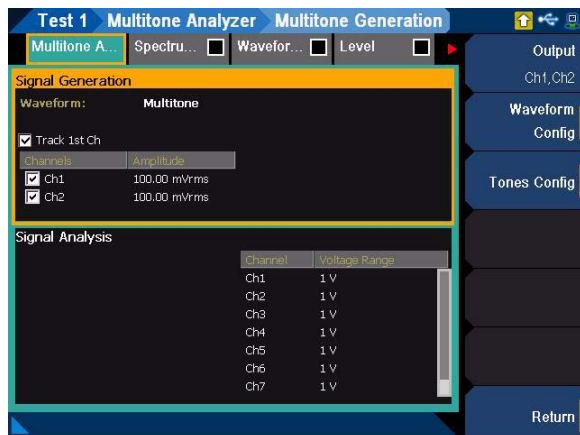 Test 1 Multitone Analyzer Multitone Generation
Multitone A... Spectru... Wavefor... Level
Output
Ch1,Ch2
Signal Generation
Waveform: Multitone
Waveform
Config
Track 1st Ch
Channels Amplitude
Ch1 100.00 mVrms
Ch2 100.00 mVrms
Tones Config
Signal Analysis
Channel Voltage Range
Ch1 1 V
Ch2 1 V
Ch3 1 V
Ch4 1 V
Ch5 1 V
Ch6 1 V
Ch7 1 V
Return